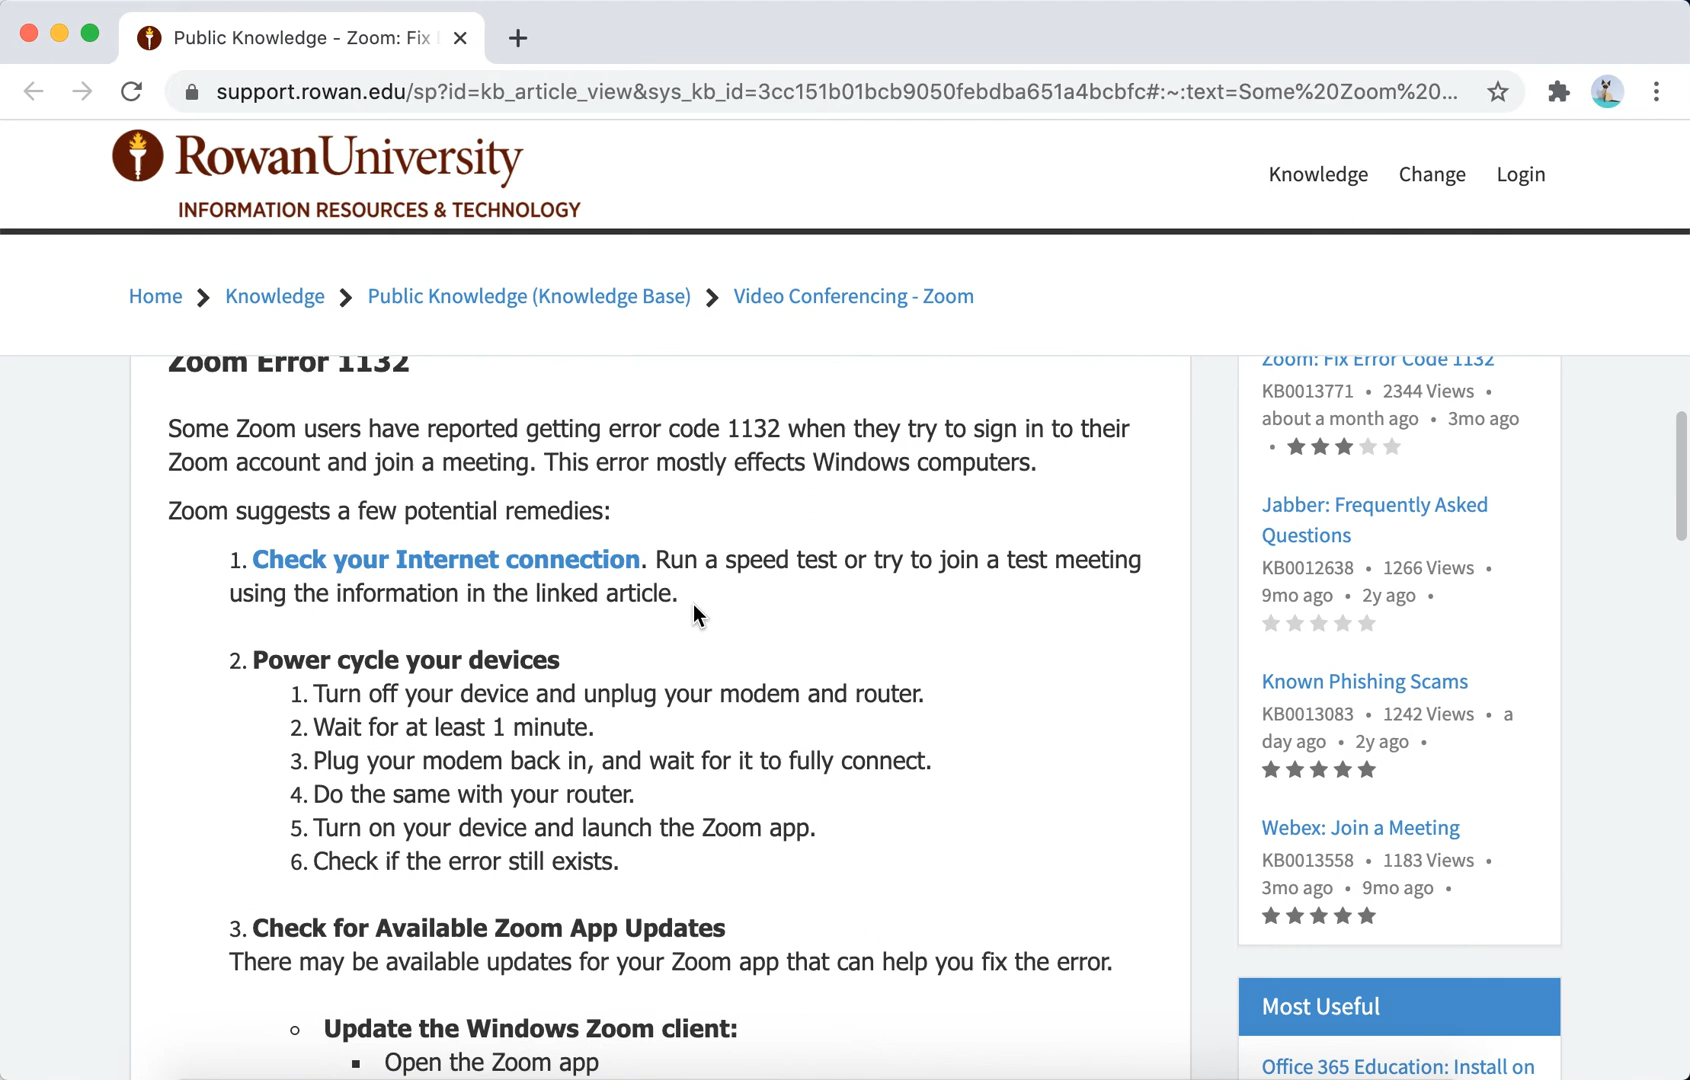 Public Knowledge - Zoom: Fix
support.rowan.edu/sp?id=kb_article_view&sys_kb_id=3cc151b01bcb9050febdba651a4bcbfc#:~:text=Some%20Zoom%20...
RowanUniversity
INFORMATION RESOURCES & TECHNOLOGY
Knowledge Change Login
Home Knowledge Public Knowledge (Knowledge Base) Video Conferencing - Zoom
Zoom Error 1132
Some Zoom users have reported getting error code 1132 when they try to sign in to their
Zoom account and join a meeting. This error mostly effects Windows computers.
Zoom suggests a few potential remedies:
1. Check your Internet connection. Run a speed test or try to join a test meeting
using the information in the linked article.
2. Power cycle your devices
1. Turn off your device and unplug your modem and router.
2. Wait for at least 1 minute.
3. Plug your modem back in, and wait for it to fully connect.
4. Do the same with your router.
5. Turn on your device and launch the Zoom app.
6. Check if the error still exists.
3. Check for Available Zoom App Updates
There may be available updates for your Zoom app that can help you fix the error.
Update the Windows Zoom client:
Open the Zoom app
Zoom: Fix Error Code 1132
KB0013771 • 2344 Views •
about a month ago • 3mo ago
•
Jabber: Frequently Asked
Questions
KB0012638 • 1266 Views •
9mo ago • 2y ago •
Known Phishing Scams
KB0013083 • 1242 Views • a
day ago • 2y ago •
Webex: Join a Meeting
KB0013558 • 1183 Views •
3mo ago • 9mo ago •
Most Useful
Office 365 Education: Install on